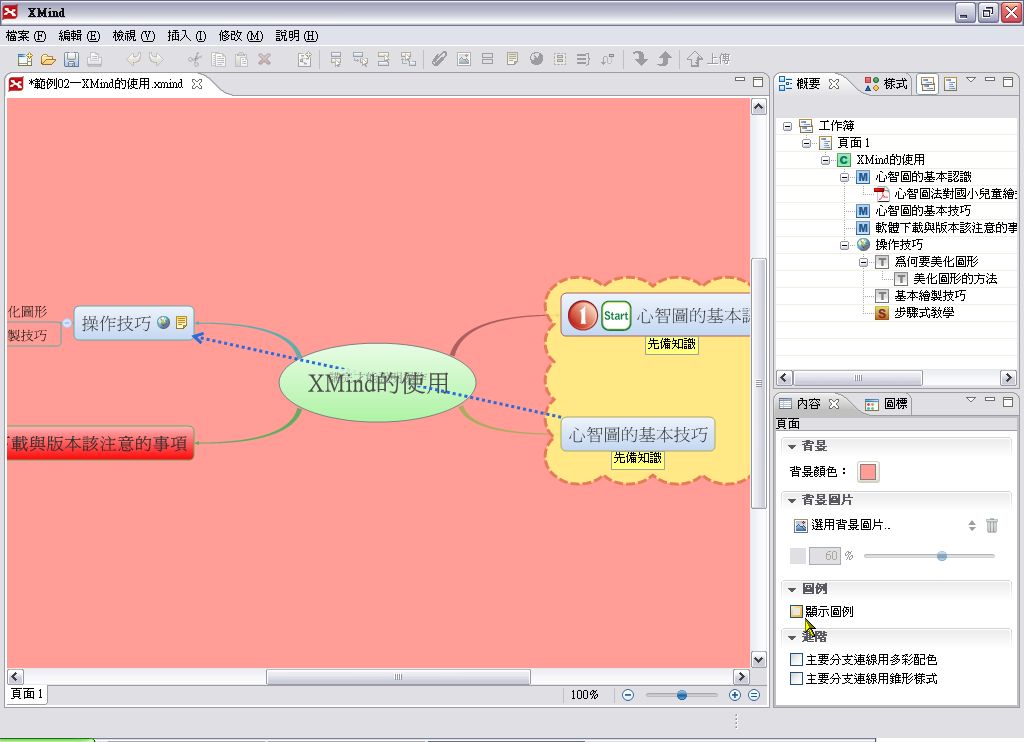 XMind
檔案 (F) 編輯 (E) 檢視 (V) 插入 (I) 修改 (M) 說明 (H)
上傳
*範例02—XMind的使用.xmind
化圖形
製技巧
操作技巧
XMind的使用
下載與版本該注意的事項
1 Start 心智圖的基本認
先備知識
心智圖的基本技巧
先備知識
頁面 1
100%
概要 樣式
工作簿
頁面 1
C XMind的使用
M 心智圖的基本認識
心智圖法對國小兒童繪
M 心智圖的基本技巧
M 軟體下載與版本該注意的事
操作技巧
T 為何要美化圖形
T 美化圖形的方法
T 基本繪製技巧
S 步驟式教學
內容 圖標
頁面
背景
背景顏色：
背景圖片
選用背景圖片..
60 %
圖例
顯示圖例
進階
主要分支連線用多彩配色
主要分支連線用錐形樣式